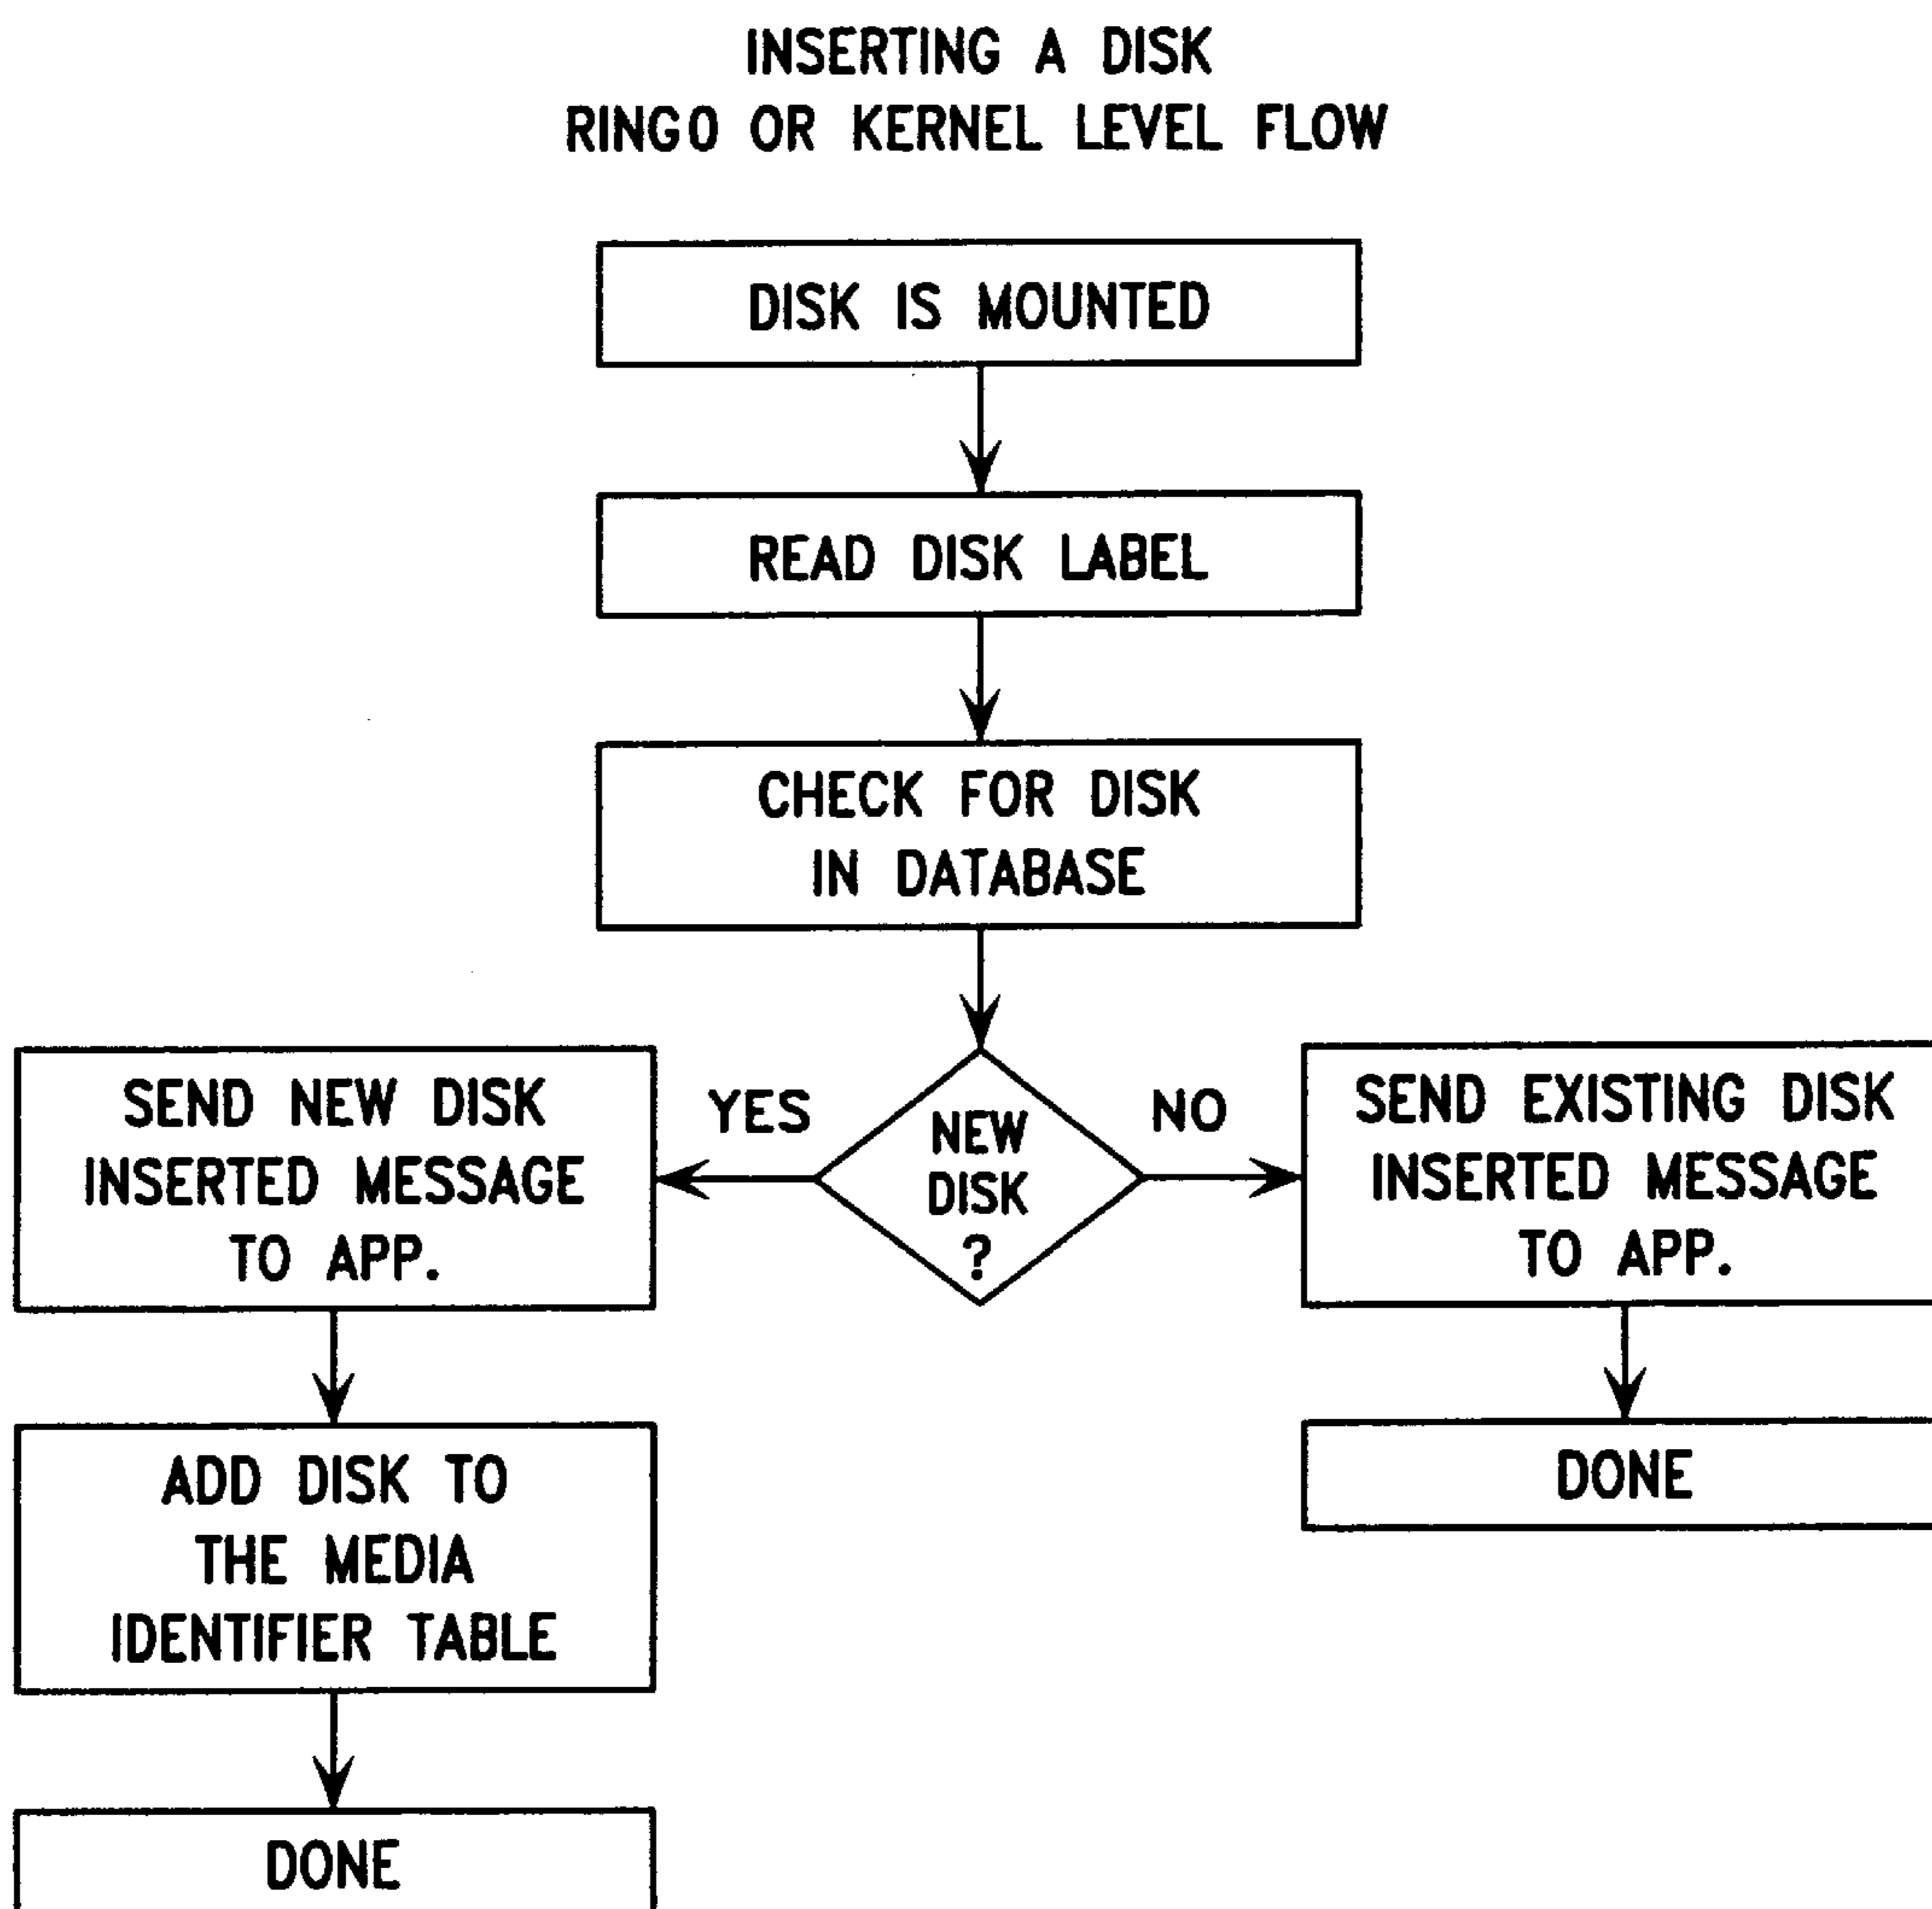 INSERTING A DISK
RING0 OR KERNEL LEVEL FLOW
DISK IS MOUNTED
READ DISK LABEL
CHECK FOR DISK
IN DATABASE
YES
NEW
DISK
?
NO
SEND NEW DISK
INSERTED MESSAGE
TO APP.
SEND EXISTING DISK
INSERTED MESSAGE
TO APP.
ADD DISK TO
THE MEDIA
IDENTIFIER TABLE
DONE
DONE